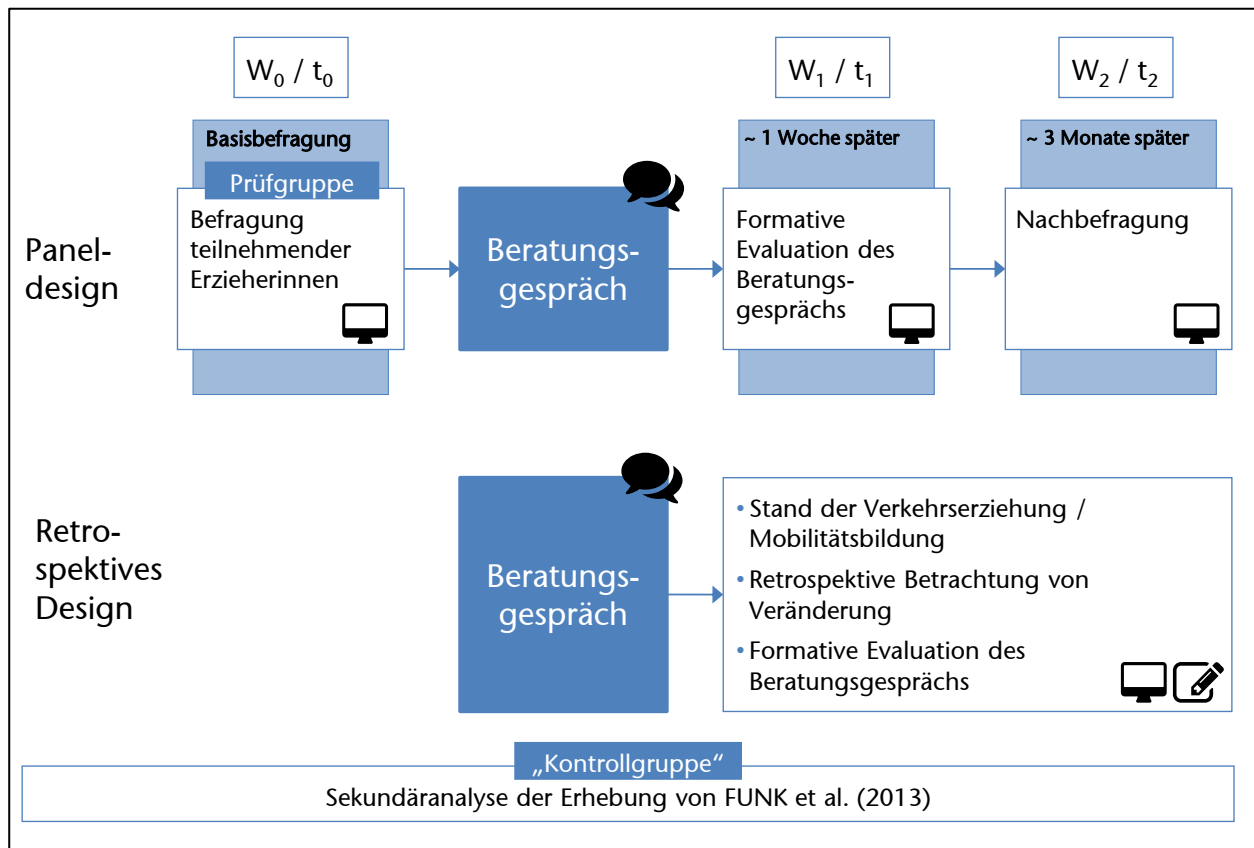 W₀ / t₀
W₁ / t₁
W₂ / t₂
Basisbefragung
~ 1 Woche später
~ 3 Monate später
Prüfgruppe
Panel-
design
Befragung
teilnehmender
Erzieherinnen
Beratungs-
gespräch
Formative
Evaluation des
Beratungs-
gesprächs
Nachbefragung
Retro-
spektives
Design
Beratungs-
gespräch
• Stand der Verkehrserziehung /
Mobilitätsbildung
• Retrospektive Betrachtung von
Veränderung
• Formative Evaluation des
Beratungsgesprächs
„Kontrollgruppe“
Sekundäranalyse der Erhebung von FUNK et al. (2013)